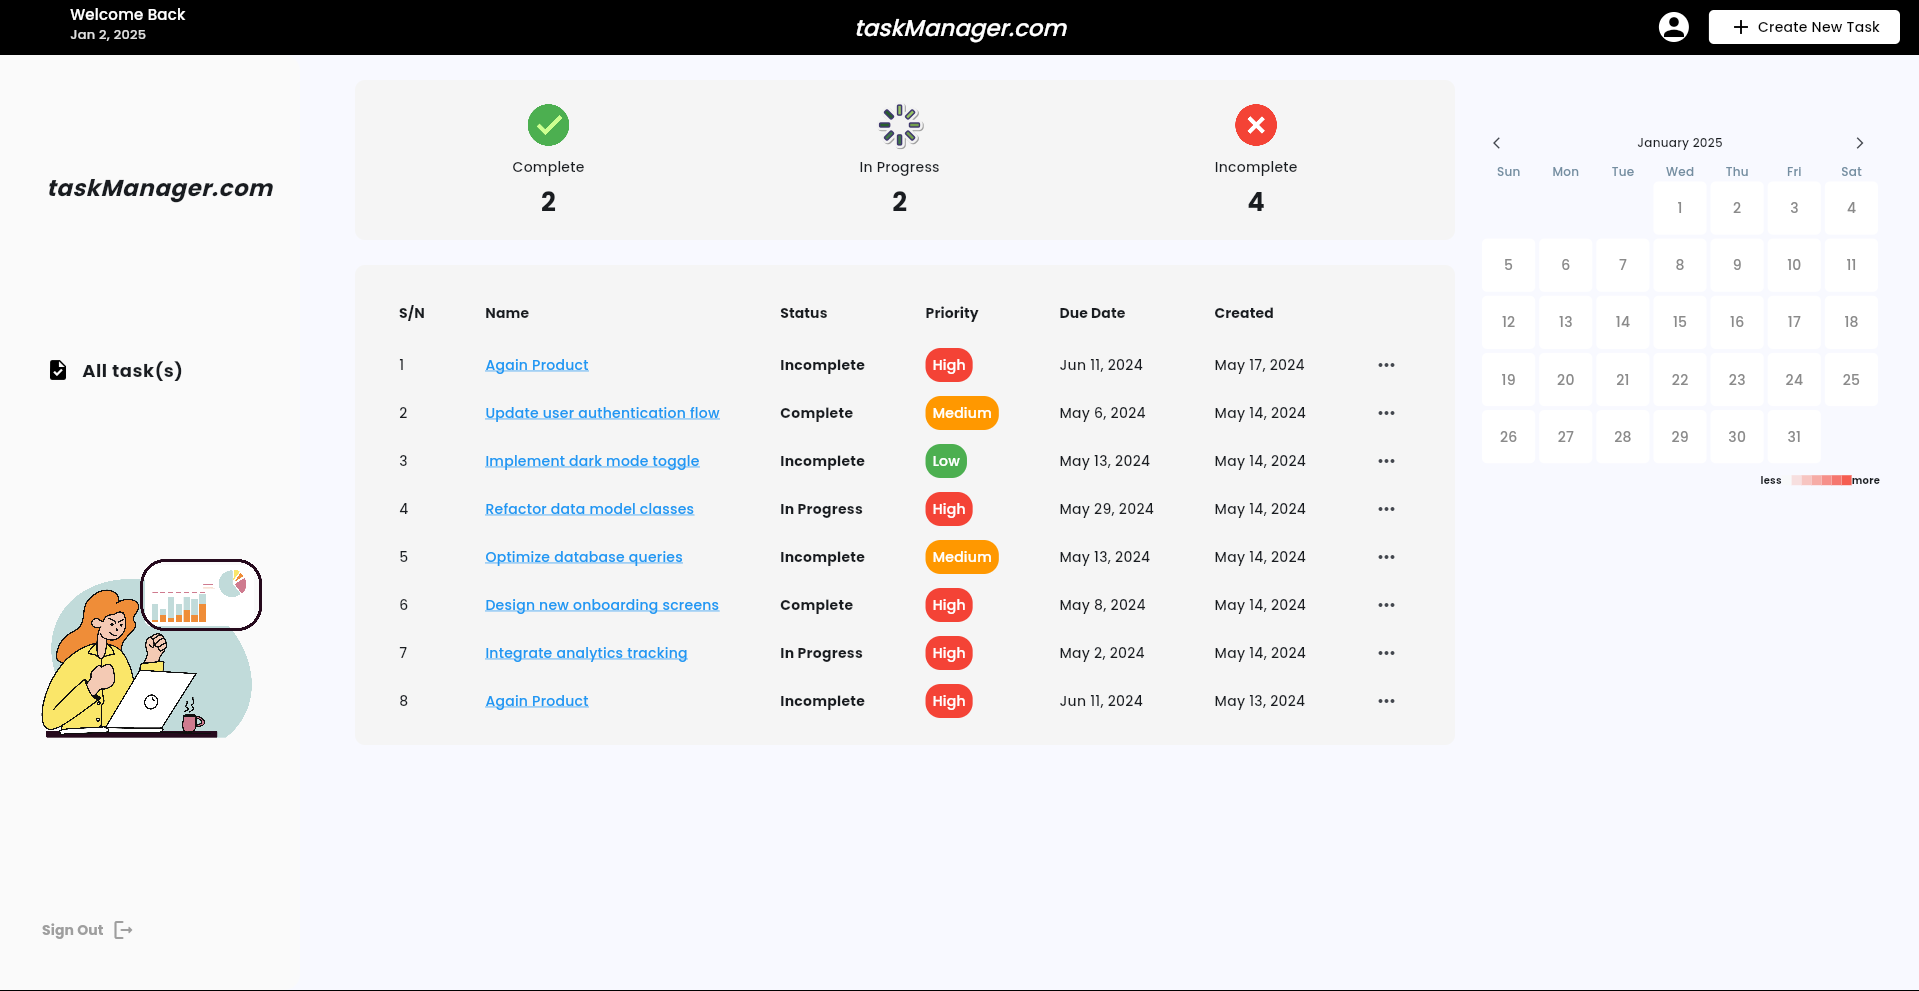 Welcome Back
Jan 2, 2025
taskManager.com
Create New Task
taskManager.com
All task(s)
Sign Out
Complete In Progress Incomplete
2 2 4
S/N Name Status Priority Due Date Created
1 Again Product Incomplete High Jun 11, 2024 May 17, 2024
2 Update user authentication flow Complete Medium May 6, 2024 May 14, 2024
3 Implement dark mode toggle Incomplete Low May 13, 2024 May 14, 2024
4 Refactor data model classes In Progress High May 29, 2024 May 14, 2024
5 Optimize database queries Incomplete Medium May 13, 2024 May 14, 2024
6 Design new onboarding screens Complete High May 8, 2024 May 14, 2024
7 Integrate analytics tracking In Progress High May 2, 2024 May 14, 2024
8 Again Product Incomplete High Jun 11, 2024 May 13, 2024
January 2025
Sun Mon Tue Wed Thu Fri Sat
1 2 3 4
5 6 7 8 9 10 11
12 13 14 15 16 17 18
19 20 21 22 23 24 25
26 27 28 29 30 31
less more